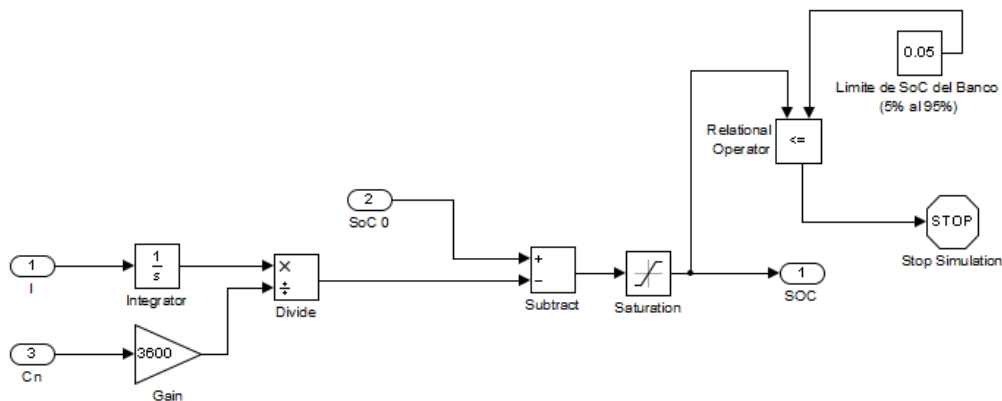 0.05
Limite de SoC del Banco
(5% al 95%)
Relational
Operator
<=
2
SoC 0
STOP
Stop Simulation
1
I
1
s
Integrator
×
÷
Divide
+
−
Subtract
Saturation
1
SOC
3
Cn
3600
Gain